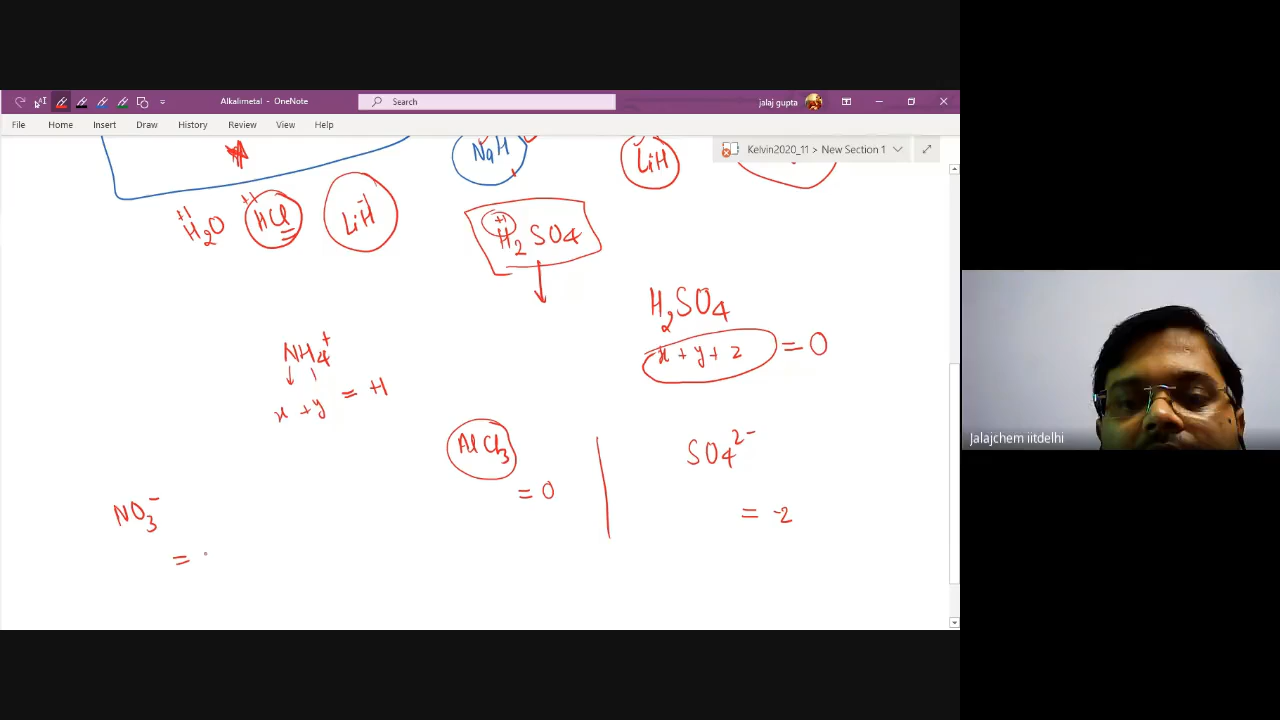 Alkalimetal - OneNote
Search
jalaj gupta
File Home Insert Draw History Review View Help
Kelvin2020_11 > New Section 1
NaH
LiH
+1 +1 -
H2O HCl LiH
+1
H2SO4
H2SO4
x + y + z = 0
NH4+
x + y = +1
AlCl3
= 0
SO4 2-
= -2
NO3-
=
Jalajchem iitdelhi